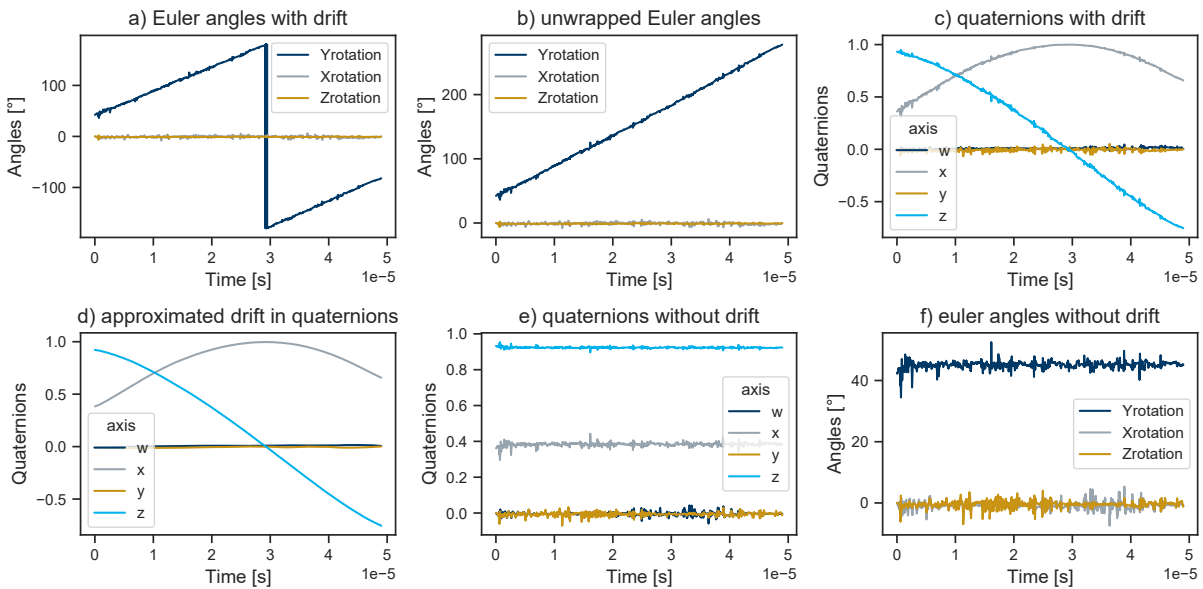 a) Euler angles with drift
Angles [°]
100
0
−100
Yrotation
Xrotation
Zrotation
0 1 2 3 4 5
1e−5
Time [s]
b) unwrapped Euler angles
Angles [°]
200
100
0
Yrotation
Xrotation
Zrotation
0 1 2 3 4 5
1e−5
Time [s]
c) quaternions with drift
Quaternions
1.0
0.5
0.0
−0.5
axis
w
x
y
z
0 1 2 3 4 5
1e−5
Time [s]
d) approximated drift in quaternions
Quaternions
1.0
0.5
0.0
−0.5
axis
w
x
y
z
0 1 2 3 4 5
1e−5
Time [s]
e) quaternions without drift
Quaternions
1.0
0.8
0.6
0.4
0.2
0.0
axis
w
x
y
z
0 1 2 3 4 5
1e−5
Time [s]
f) euler angles without drift
Angles [°]
40
20
0
Yrotation
Xrotation
Zrotation
0 1 2 3 4 5
1e−5
Time [s]